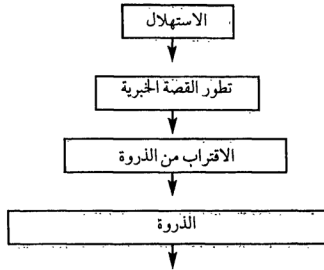 الاستهلال
تطور القصة الخبرية
الاقتراب من الذروة
الذروة